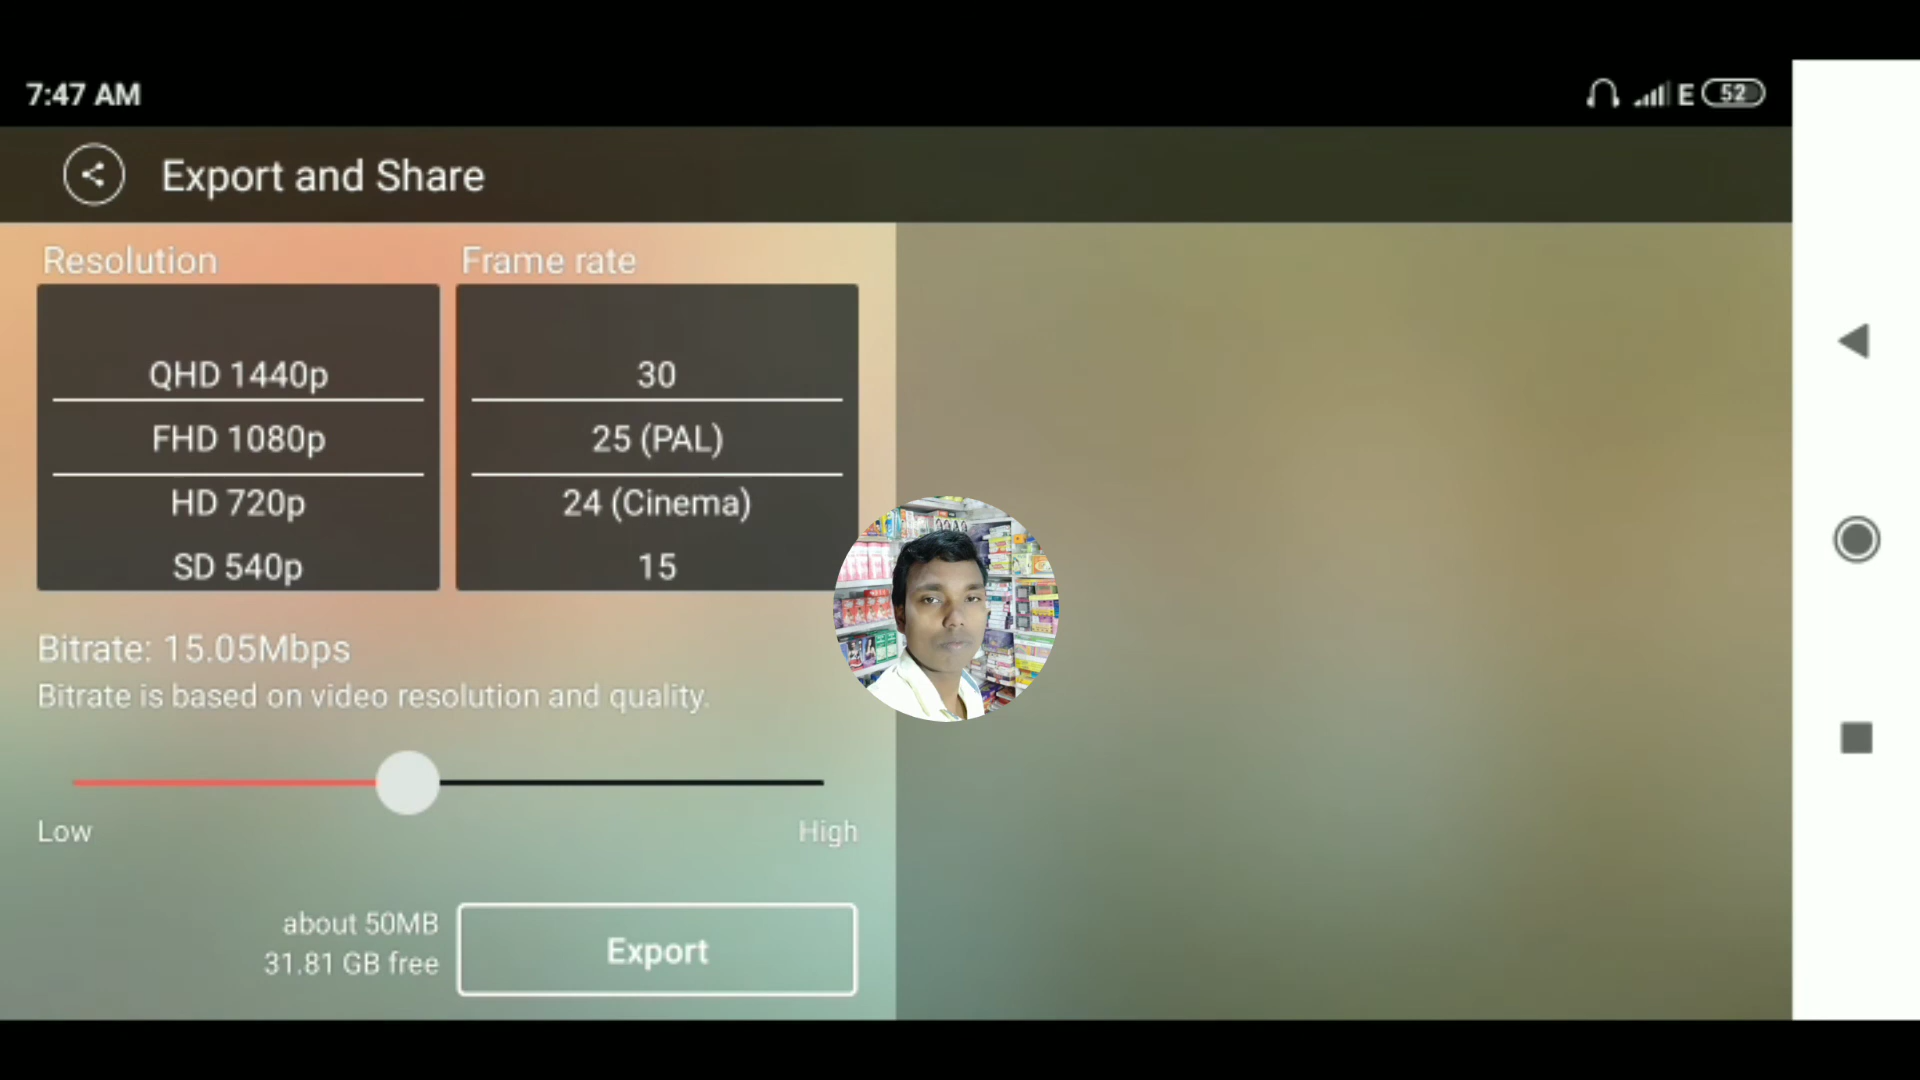 7:47 AM
E 52
Export and Share
Resolution
Frame rate
QHD 1440p
FHD 1080p
HD 720p
SD 540p
30
25 (PAL)
24 (Cinema)
15
Bitrate: 15.05Mbps
Bitrate is based on video resolution and quality.
Low
High
about 50MB
31.81 GB free
Export